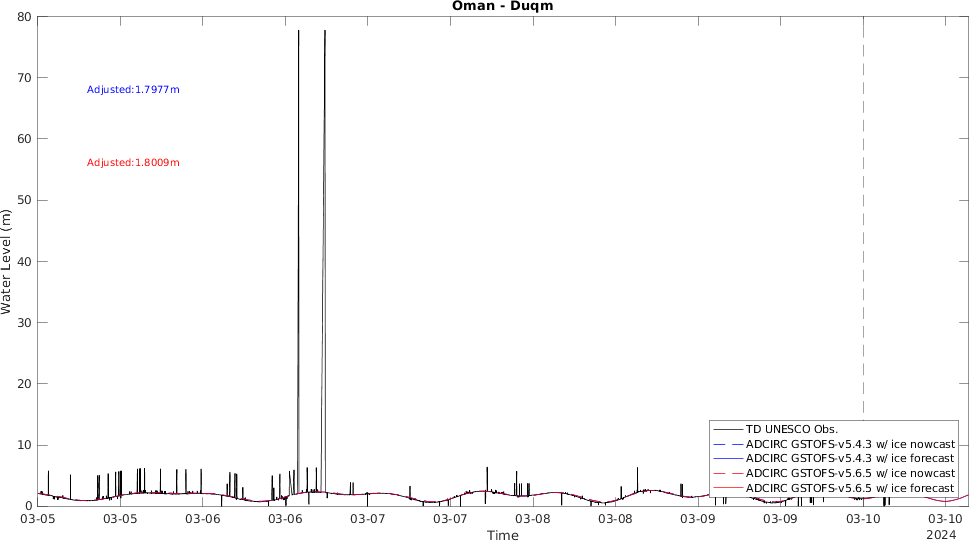 Oman - Duqm
80
70
60
50
40
30
20
10
0
Water Level (m)
Adjusted:1.7977m
Adjusted:1.8009m
TD UNESCO Obs.
ADCIRC GSTOFS-v5.4.3 w/ ice nowcast
ADCIRC GSTOFS-v5.4.3 w/ ice forecast
ADCIRC GSTOFS-v5.6.5 w/ ice nowcast
ADCIRC GSTOFS-v5.6.5 w/ ice forecast
03-05 03-05 03-06 03-06 03-07 03-07 03-08 03-08 03-09 03-09 03-10 03-10
2024
Time